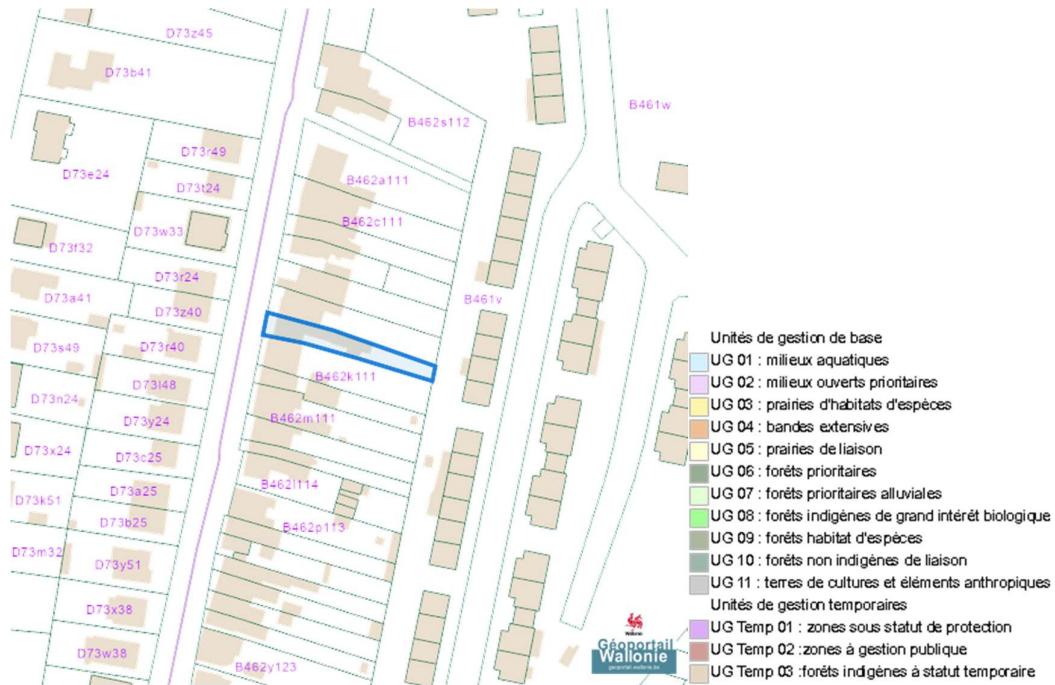 D73z45
D73b41
B461w
B462s112
D73r49
D73e24
D73t24
B462a111
B462c111
D73w33
D73f32
D73r24
D73a41
D73z40
B461v
D73s49
D73r40
B462k111
D73l48
D73n24
B462m111
D73y24
D73x24
D73c25
B462l114
D73k51
D73a25
B462p113
D73b25
D73m32
D73y51
D73x38
D73w38
B462y123
Wallonie
Géoportail
Wallonie
geoportail.wallonie.be
Unités de gestion de base
UG 01 : milieux aquatiques
UG 02 : milieux ouverts prioritaires
UG 03 : prairies d'habitats d'espèces
UG 04 : bandes extensives
UG 05 : prairies de liaison
UG 06 : forêts prioritaires
UG 07 : forêts prioritaires alluviales
UG 08 : forêts indigènes de grand intérêt biologique
UG 09 : forêts habitat d'espèces
UG 10 : forêts non indigènes de liaison
UG 11 : terres de cultures et éléments anthropiques
Unités de gestion temporaires
UG Temp 01 : zones sous statut de protection
UG Temp 02 :zones à gestion publique
UG Temp 03 :forêts indigènes à statut temporaire